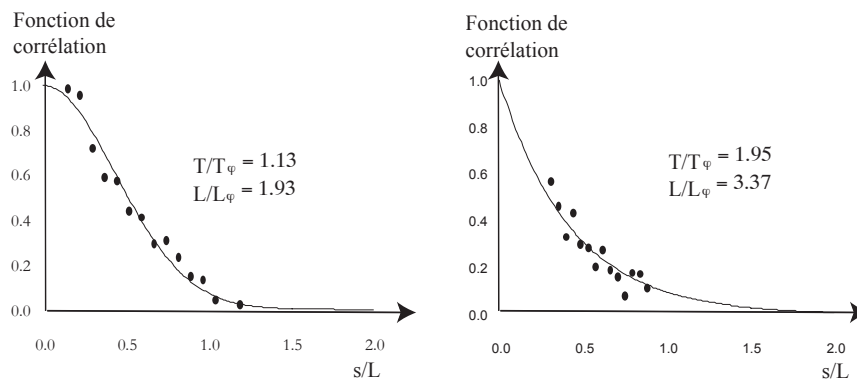 Fonction de
corrélation
1.0
0.8
0.6
0.4
0.2
0.0
T/Tφ = 1.13
L/Lφ = 1.93
0.0 0.5 1.0 1.5 2.0
s/L
Fonction de
corrélation
1.0
0.8
0.6
0.4
0.2
0.0
T/Tφ = 1.95
L/Lφ = 3.37
0.0 0.5 1.0 1.5 2.0
s/L